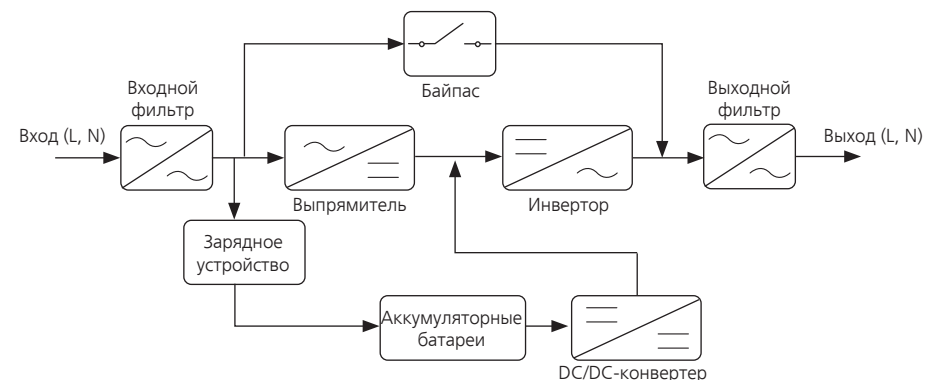 Байпас
Входной
фильтр
Выходной
фильтр
Вход (L, N)
Выход (L, N)
Выпрямитель
Инвертор
Зарядное
устройство
Аккумуляторные
батареи
DC/DC-конвертер